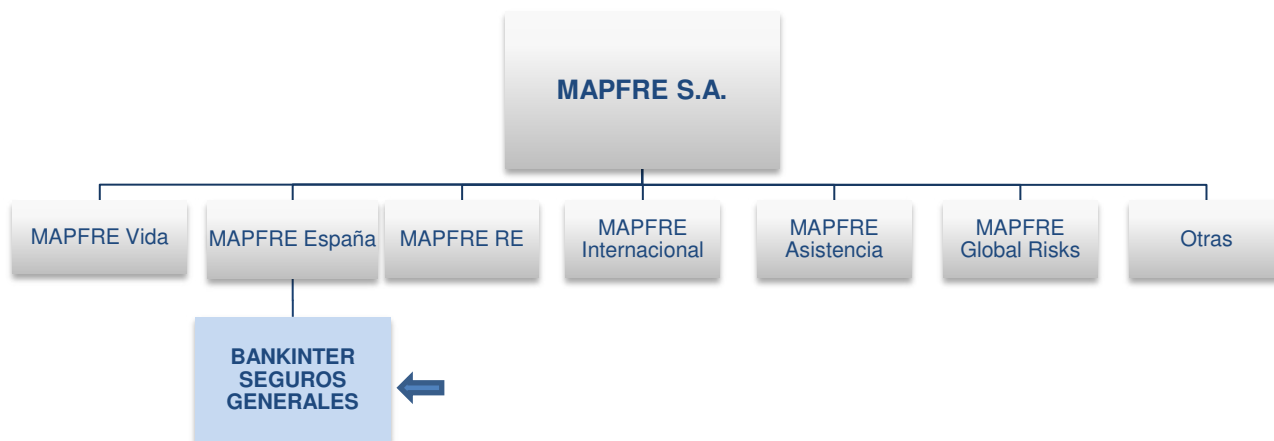 MAPFRE S.A.
MAPFRE Vida
MAPFRE España
MAPFRE RE
MAPFRE
Internacional
MAPFRE
Asistencia
MAPFRE
Global Risks
Otras
BANKINTER
SEGUROS
GENERALES